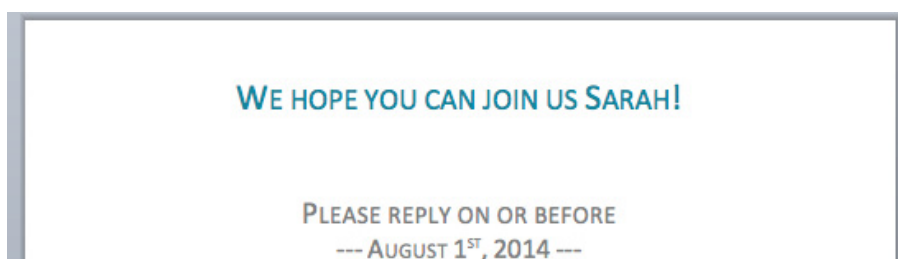 We hope you can join us Sarah!
Please reply on or before
--- August 1st, 2014 ---